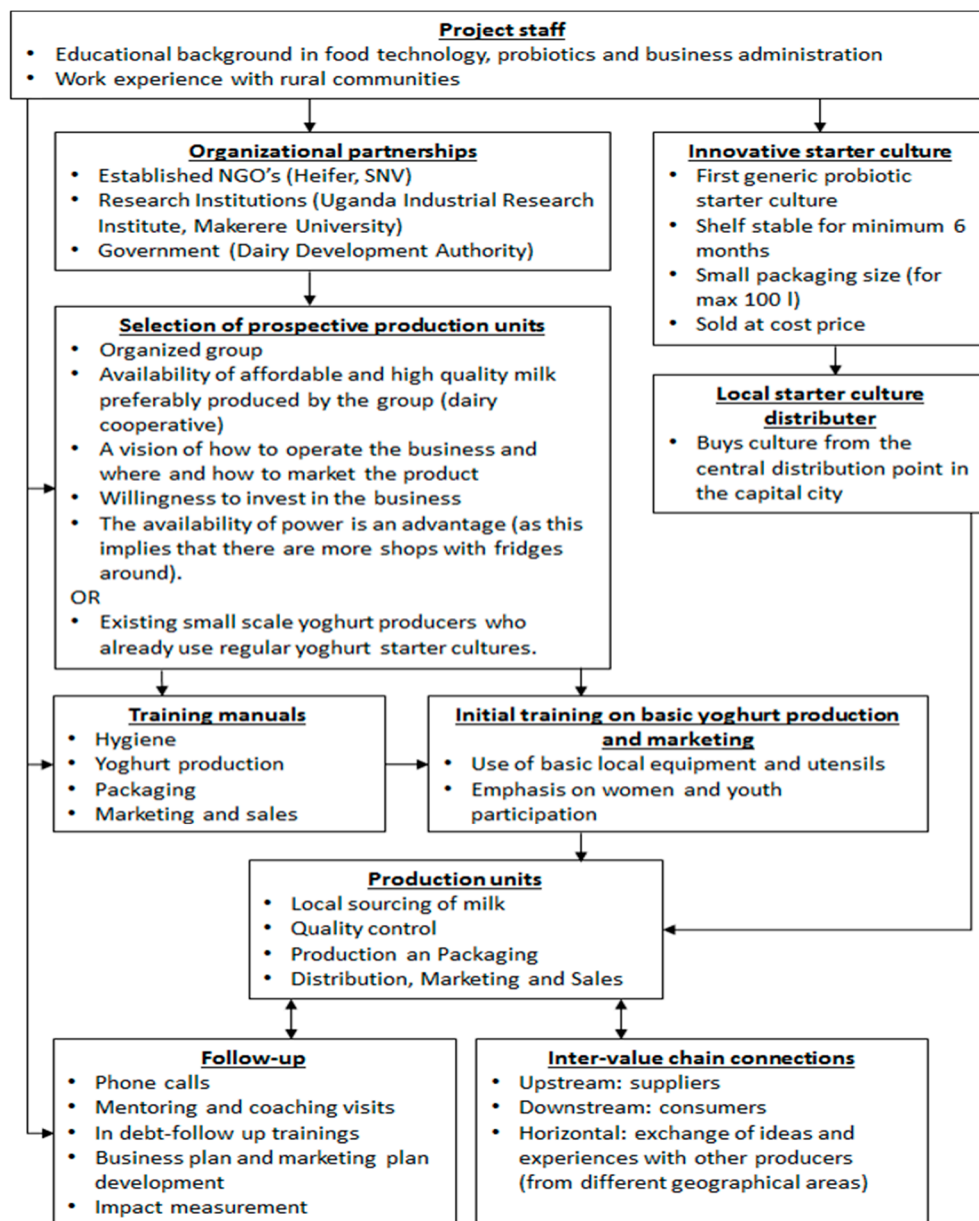 Project staff
• Educational background in food technology, probiotics and business administration
• Work experience with rural communities
Organizational partnerships
• Established NGO's (Heifer, SNV)
• Research Institutions (Uganda Industrial Research
Institute, Makerere University)
• Government (Dairy Development Authority)
Innovative starter culture
• First generic probiotic
starter culture
• Shelf stable for minimum 6
months
• Small packaging size (for
max 100 l)
• Sold at cost price
Selection of prospective production units
• Organized group
• Availability of affordable and high quality milk
preferably produced by the group (dairy
cooperative)
• A vision of how to operate the business and
where and how to market the product
• Willingness to invest in the business
• The availability of power is an advantage (as this
implies that there are more shops with fridges
around).
OR
• Existing small scale yoghurt producers who
already use regular yoghurt starter cultures.
Local starter culture
distributer
• Buys culture from the
central distribution point in
the capital city
Training manuals
• Hygiene
• Yoghurt production
• Packaging
• Marketing and sales
Initial training on basic yoghurt production
and marketing
• Use of basic local equipment and utensils
• Emphasis on women and youth
participation
Production units
• Local sourcing of milk
• Quality control
• Production an Packaging
• Distribution, Marketing and Sales
Follow-up
• Phone calls
• Mentoring and coaching visits
• In debt-follow up trainings
• Business plan and marketing plan
development
• Impact measurement
Inter-value chain connections
• Upstream: suppliers
• Downstream: consumers
• Horizontal: exchange of ideas and
experiences with other producers
(from different geographical areas)